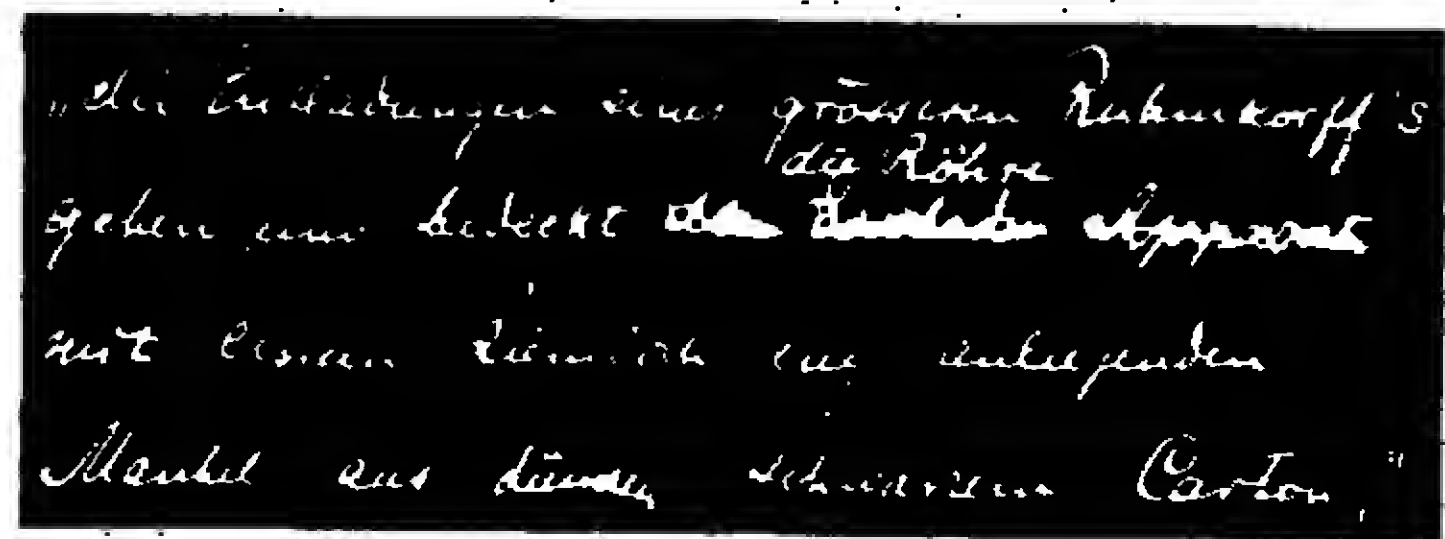 „die Entladungen eines grösseren Ruhmkorff's
die Röhre
gehen und bedeckt Apparat
mit einem ziemlich eng anliegenden
Mantel aus dünnem schwarzem Carton,"